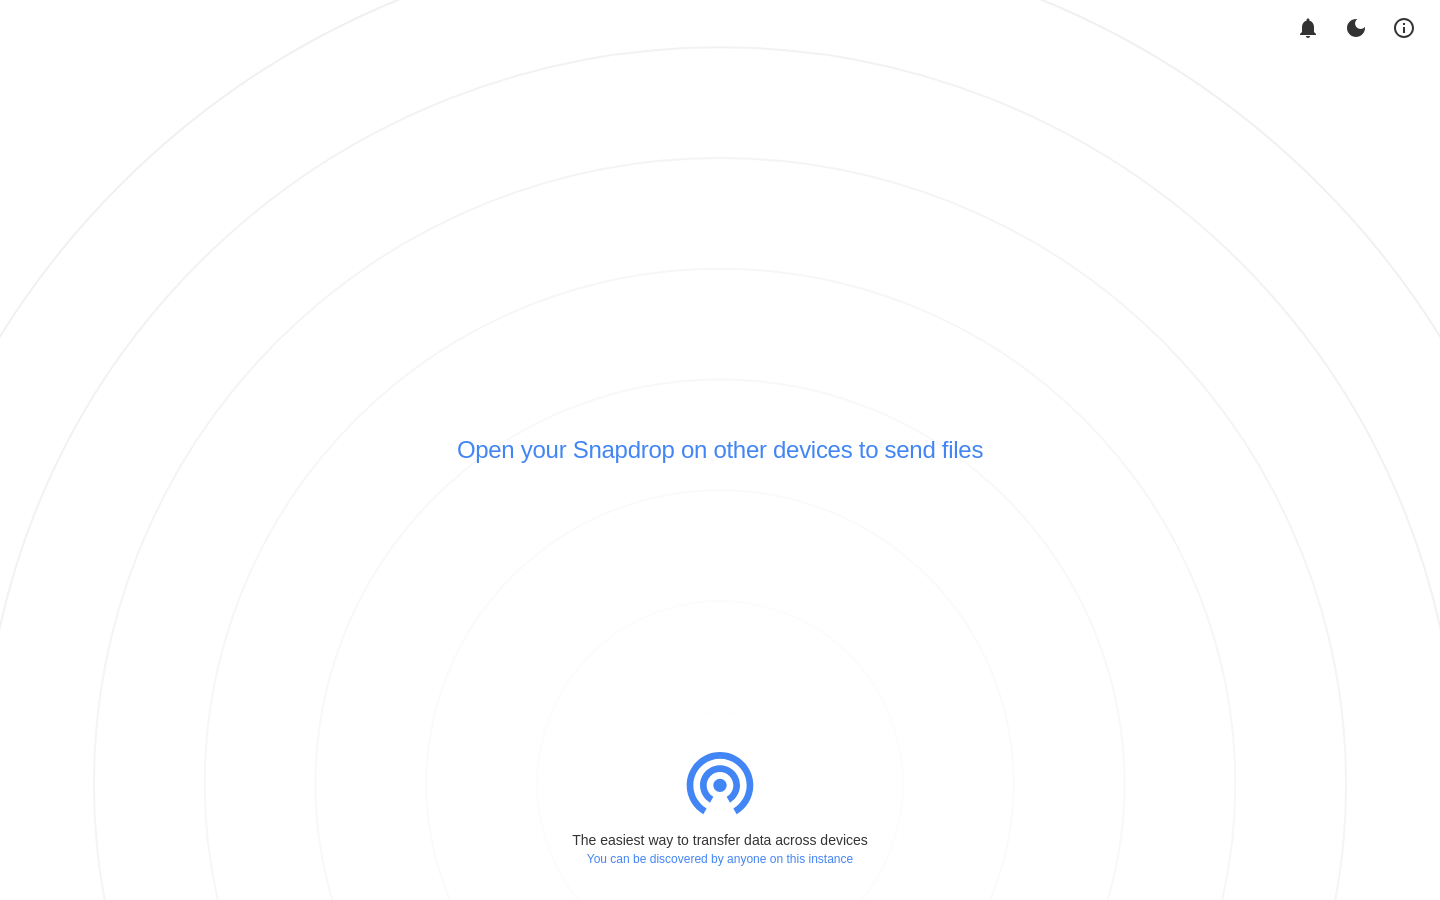 Open your Snapdrop on other devices to send files
The easiest way to transfer data across devices
You can be discovered by anyone on this instance